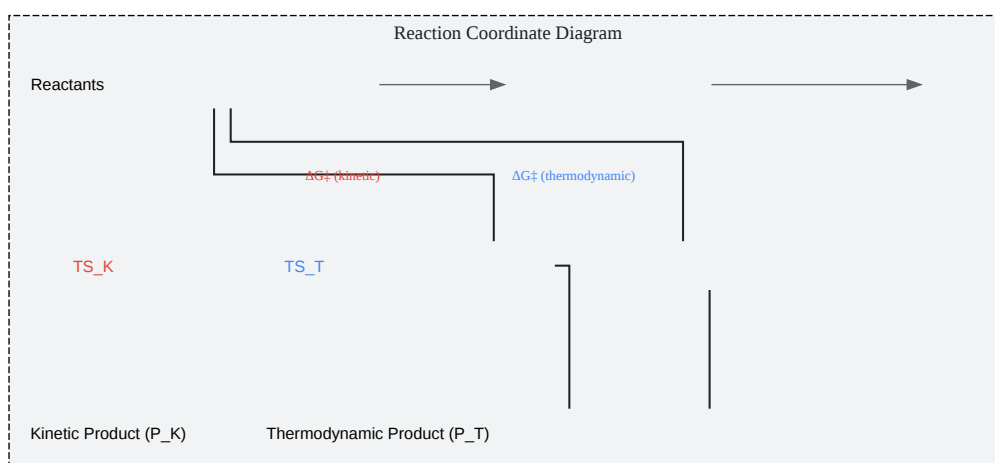 Reaction Coordinate Diagram
Reactants
ΔG‡ (kinetic)
ΔG‡ (thermodynamic)
TS_K
TS_T
Kinetic Product (P_K)
Thermodynamic Product (P_T)